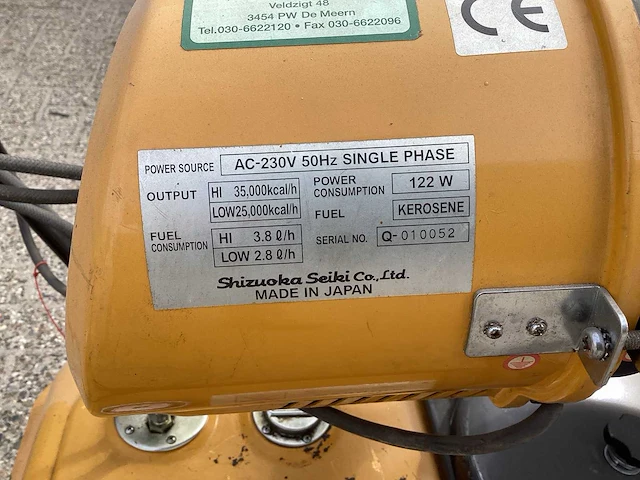 Veldzigt 48
3454 PW De Meern
Tel.030-6622120 • Fax 030-6622096
CE
POWER SOURCE AC-230V 50Hz SINGLE PHASE
OUTPUT HI 35,000kcal/h
LOW25,000kcal/h
POWER CONSUMPTION 122 W
FUEL KEROSENE
FUEL CONSUMPTION HI 3.8 ℓ/h
LOW 2.8 ℓ/h
SERIAL NO. Q-010052
Shizuoka Seiki Co.,Ltd.
MADE IN JAPAN